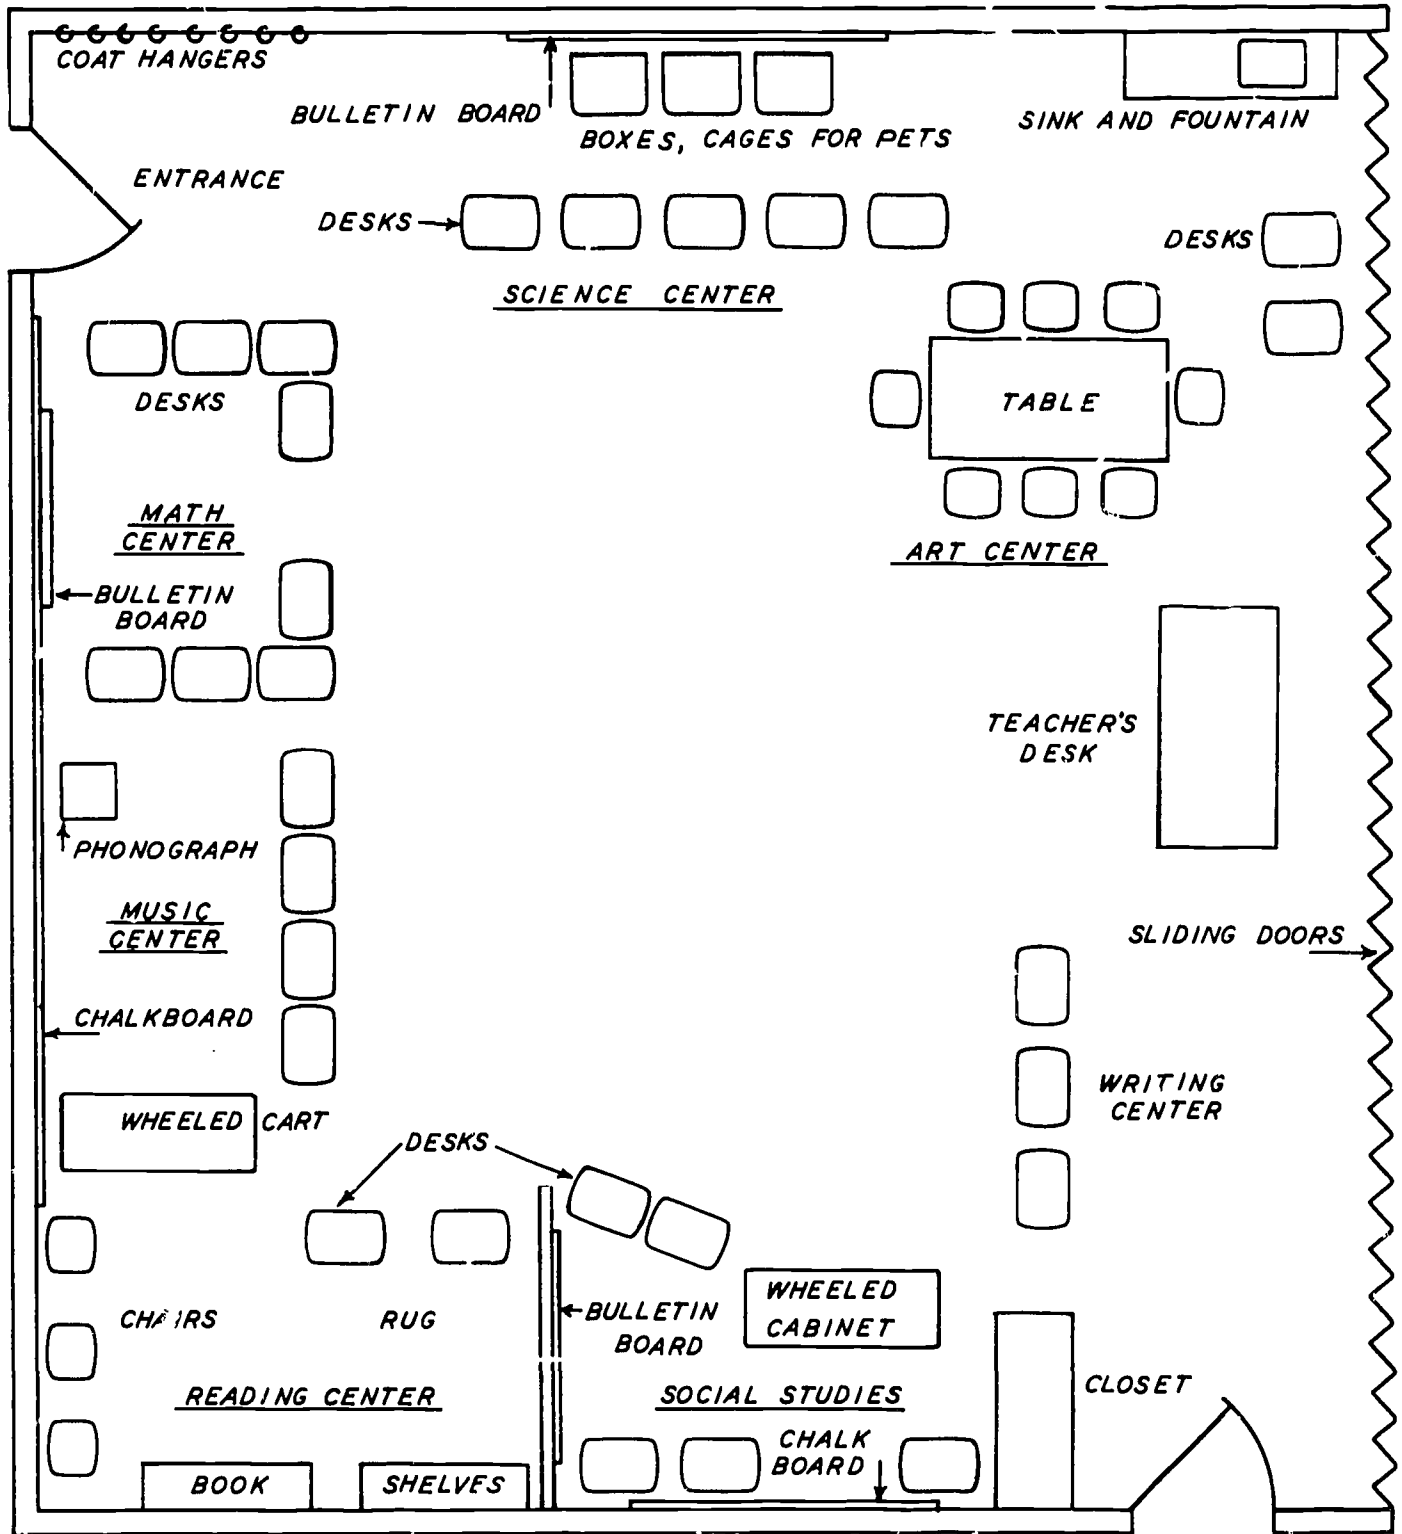 COAT HANGERS
BULLETIN BOARD
BOXES, CAGES FOR PETS
SINK AND FOUNTAIN
ENTRANCE
DESKS
DESKS
SCIENCE CENTER
DESKS
TABLE
MATH
CENTER
ART CENTER
BULLETIN
BOARD
TEACHER'S
DESK
PHONOGRAPH
MUSIC
CENTER
SLIDING DOORS
CHALKBOARD
WRITING
CENTER
WHEELED CART
DESKS
CHAIRS
RUG
BULLETIN
BOARD
WHEELED
CABINET
READING CENTER
SOCIAL STUDIES
CLOSET
CHALK
BOARD
BOOK
SHELVES